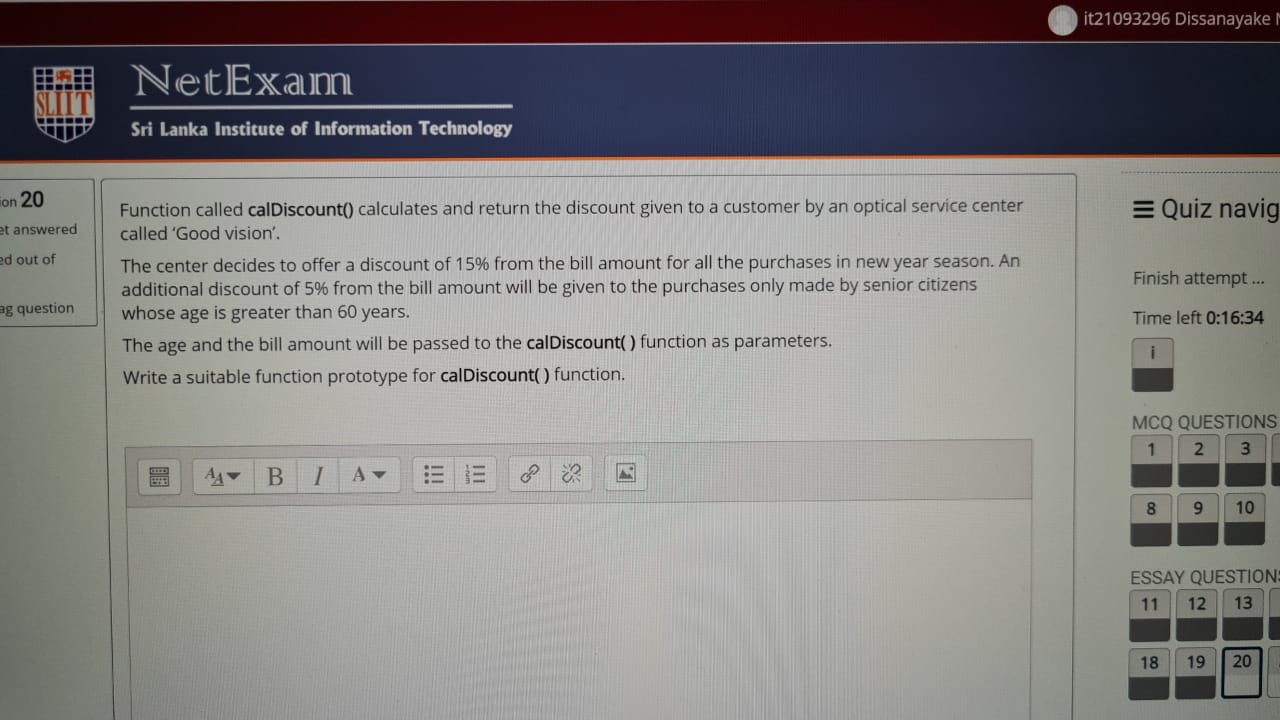 it21093296 Dissanayake
NetExam
SLIIT
Sri Lanka Institute of Information Technology
20
answered
out of
question
Function called calDiscount() calculates and return the discount given to a customer by an optical service center
called ‘Good vision’.
The center decides to offer a discount of 15% from the bill amount for all the purchases in new year season. An
additional discount of 5% from the bill amount will be given to the purchases only made by senior citizens
whose age is greater than 60 years.
The age and the bill amount will be passed to the calDiscount( ) function as parameters.
Write a suitable function prototype for calDiscount( ) function.
A B I A
Quiz navig
Finish attempt ...
Time left 0:16:34
i
MCQ QUESTIONS
1 2 3
8 9 10
ESSAY QUESTIONS
11 12 13
18 19 20